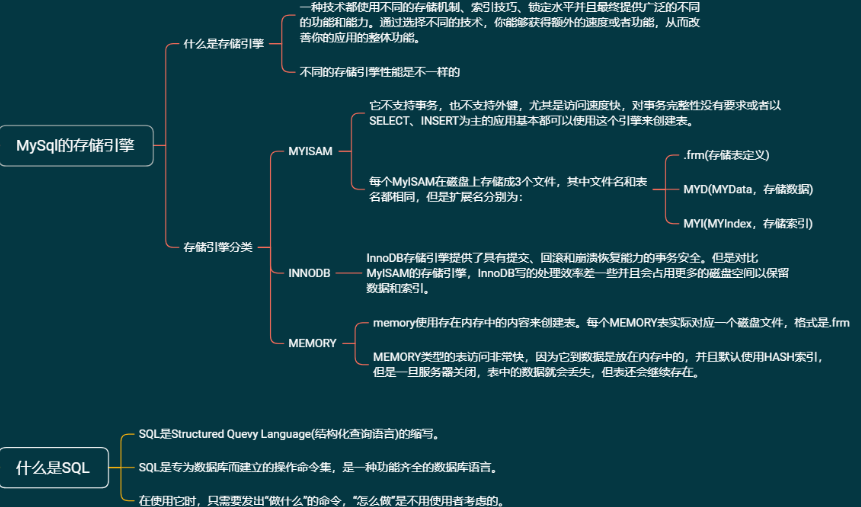 一种技术都使用不同的存储机制、索引技巧、锁定水平并且最终提供广泛的不同
的功能和能力。通过选择不同的技术，你能够获得额外的速度或者功能，从而改
善你的应用的整体功能。
什么是存储引擎
不同的存储引擎性能是不一样的
MySql的存储引擎
它不支持事务，也不支持外键，尤其是访问速度快，对事务完整性没有要求或者以
SELECT、INSERT为主的应用基本都可以使用这个引擎来创建表。
MYISAM
每个MyISAM在磁盘上存储成3个文件，其中文件名和表
名都相同，但是扩展名分别为：
.frm(存储表定义)
MYD(MYData，存储数据)
MYI(MYIndex，存储索引)
存储引擎分类
INNODB
InnoDB存储引擎提供了具有提交、回滚和崩溃恢复能力的事务安全。但是对比
MyISAM的存储引擎，InnoDB写的处理效率差一些并且会占用更多的磁盘空间以保留
数据和索引。
MEMORY
memory使用存在内存中的内容来创建表。每个MEMORY表实际对应一个磁盘文件，格式是.frm
MEMORY类型的表访问非常快，因为它到数据是放在内存中的，并且默认使用HASH索引，
但是一旦服务器关闭，表中的数据就会丢失，但表还会继续存在。
什么是SQL
SQL是Structured Quevy Language(结构化查询语言)的缩写。
SQL是专为数据库而建立的操作命令集，是一种功能齐全的数据库语言。
在使用它时，只需要发出“做什么”的命令，“怎么做”是不用使用者考虑的。